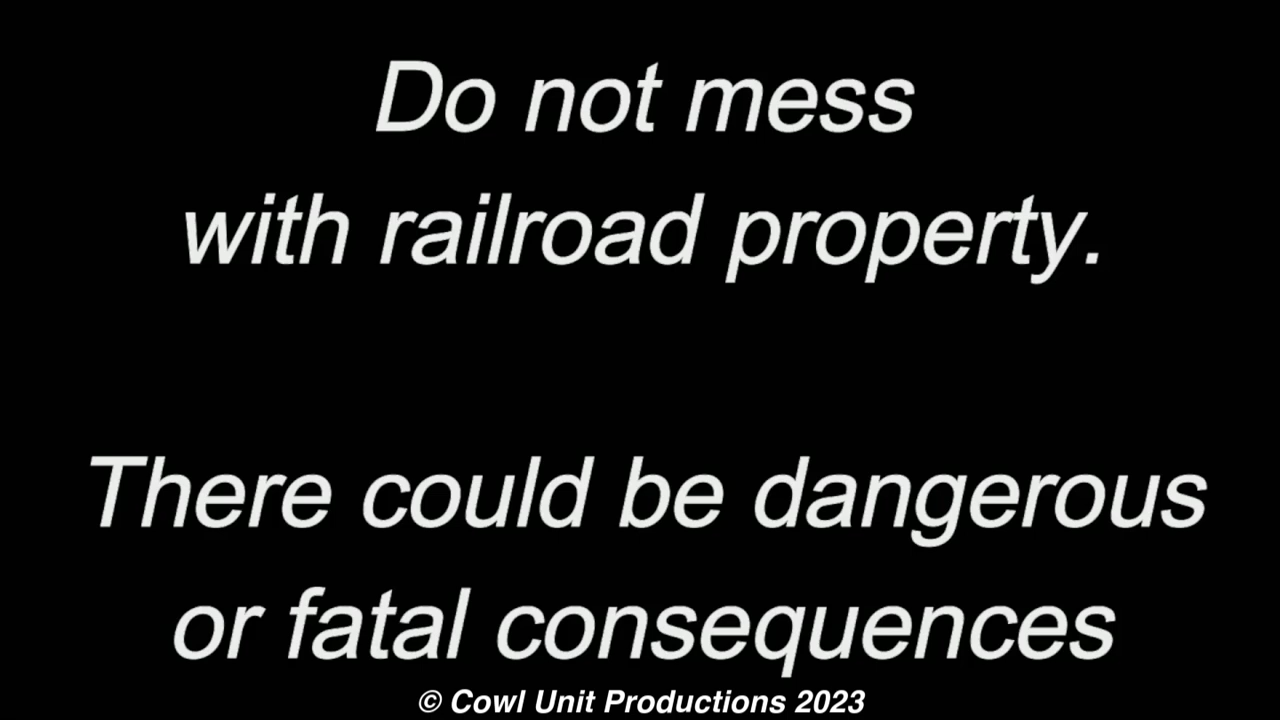 Do not mess
with railroad property.
There could be dangerous
or fatal consequences
© Cowl Unit Productions 2023